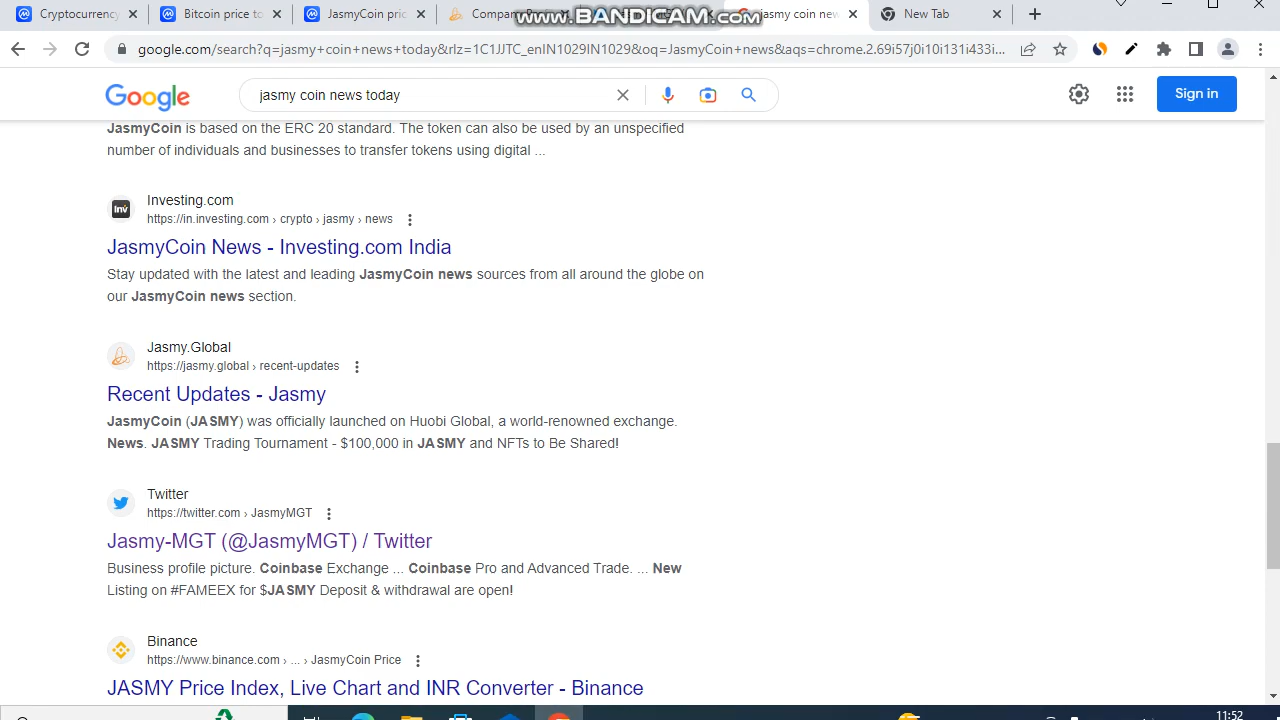 Cryptocurrency
Bitcoin price to
JasmyCoin pric
Compa
www.BANDICAM.com
jasmy coin new
New Tab
google.com/search?q=jasmy+coin+news+today&rlz=1C1JJTC_enIN1029IN1029&oq=JasmyCoin+news&aqs=chrome.2.69i57j0i10i131i433i...
Google
jasmy coin news today
Sign in
JasmyCoin is based on the ERC 20 standard. The token can also be used by an unspecified
number of individuals and businesses to transfer tokens using digital ...
Inv
Investing.com
https://in.investing.com › crypto › jasmy › news
JasmyCoin News - Investing.com India
Stay updated with the latest and leading JasmyCoin news sources from all around the globe on
our JasmyCoin news section.
Jasmy.Global
https://jasmy.global › recent-updates
Recent Updates - Jasmy
JasmyCoin (JASMY) was officially launched on Huobi Global, a world-renowned exchange.
News. JASMY Trading Tournament - $100,000 in JASMY and NFTs to Be Shared!
Twitter
https://twitter.com › JasmyMGT
Jasmy-MGT (@JasmyMGT) / Twitter
Business profile picture. Coinbase Exchange ... Coinbase Pro and Advanced Trade. ... New
Listing on #FAMEEX for $JASMY Deposit & withdrawal are open!
Binance
https://www.binance.com › ... › JasmyCoin Price
JASMY Price Index, Live Chart and INR Converter - Binance
11:52